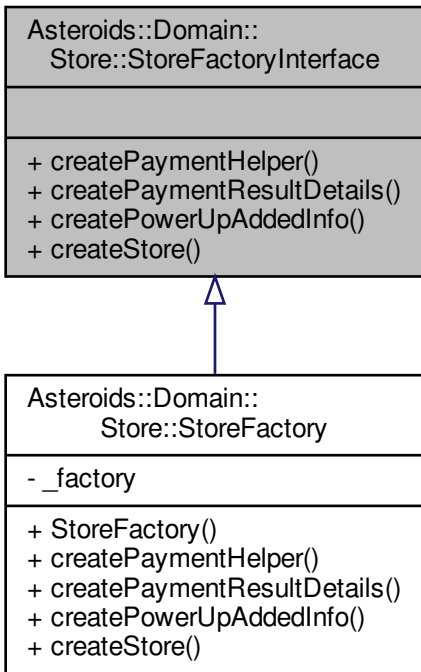 Asteroids::Domain::
Store::StoreFactoryInterface
+ createPaymentHelper()
+ createPaymentResultDetails()
+ createPowerUpAddedInfo()
+ createStore()
Asteroids::Domain::
Store::StoreFactory
- _factory
+ StoreFactory()
+ createPaymentHelper()
+ createPaymentResultDetails()
+ createPowerUpAddedInfo()
+ createStore()